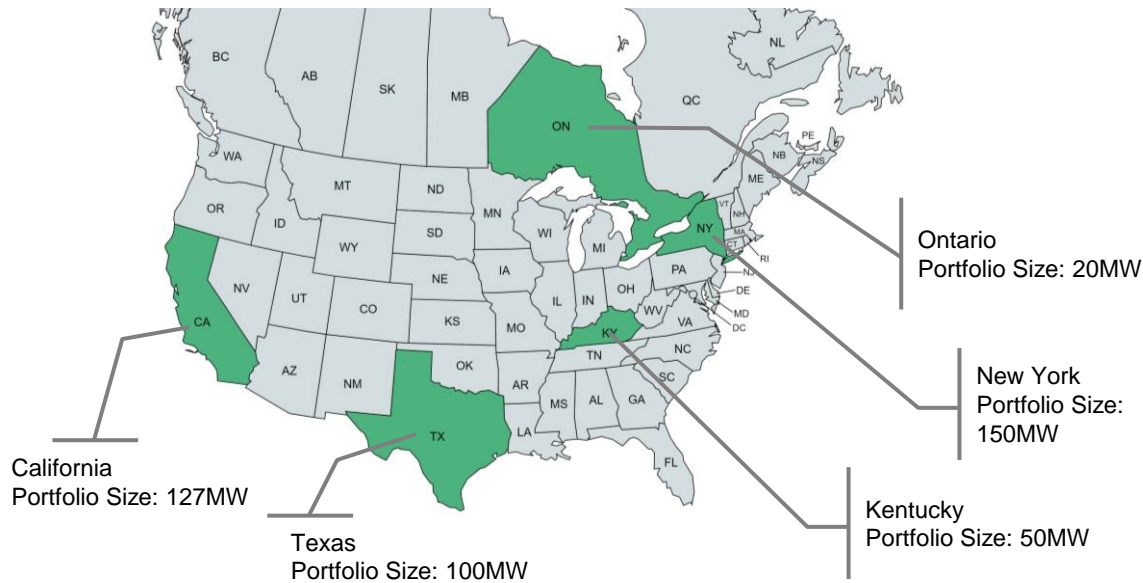 BC
AB
SK
MB
ON
QC
NL
PE
NB
NS
ME
WA
MT
ND
MN
VT
NH
OR
ID
SD
WI
NY
MA
CT
RI
WY
MI
IA
PA
NJ
NE
NV
UT
CO
IL
IN
OH
DE
MD
WV
VA
DC
CA
KS
MO
KY
NC
TN
AZ
NM
OK
AR
SC
MS
AL
GA
TX
LA
FL
Ontario
Portfolio Size: 20MW
New York
Portfolio Size:
150MW
California
Portfolio Size: 127MW
Kentucky
Portfolio Size: 50MW
Texas
Portfolio Size: 100MW